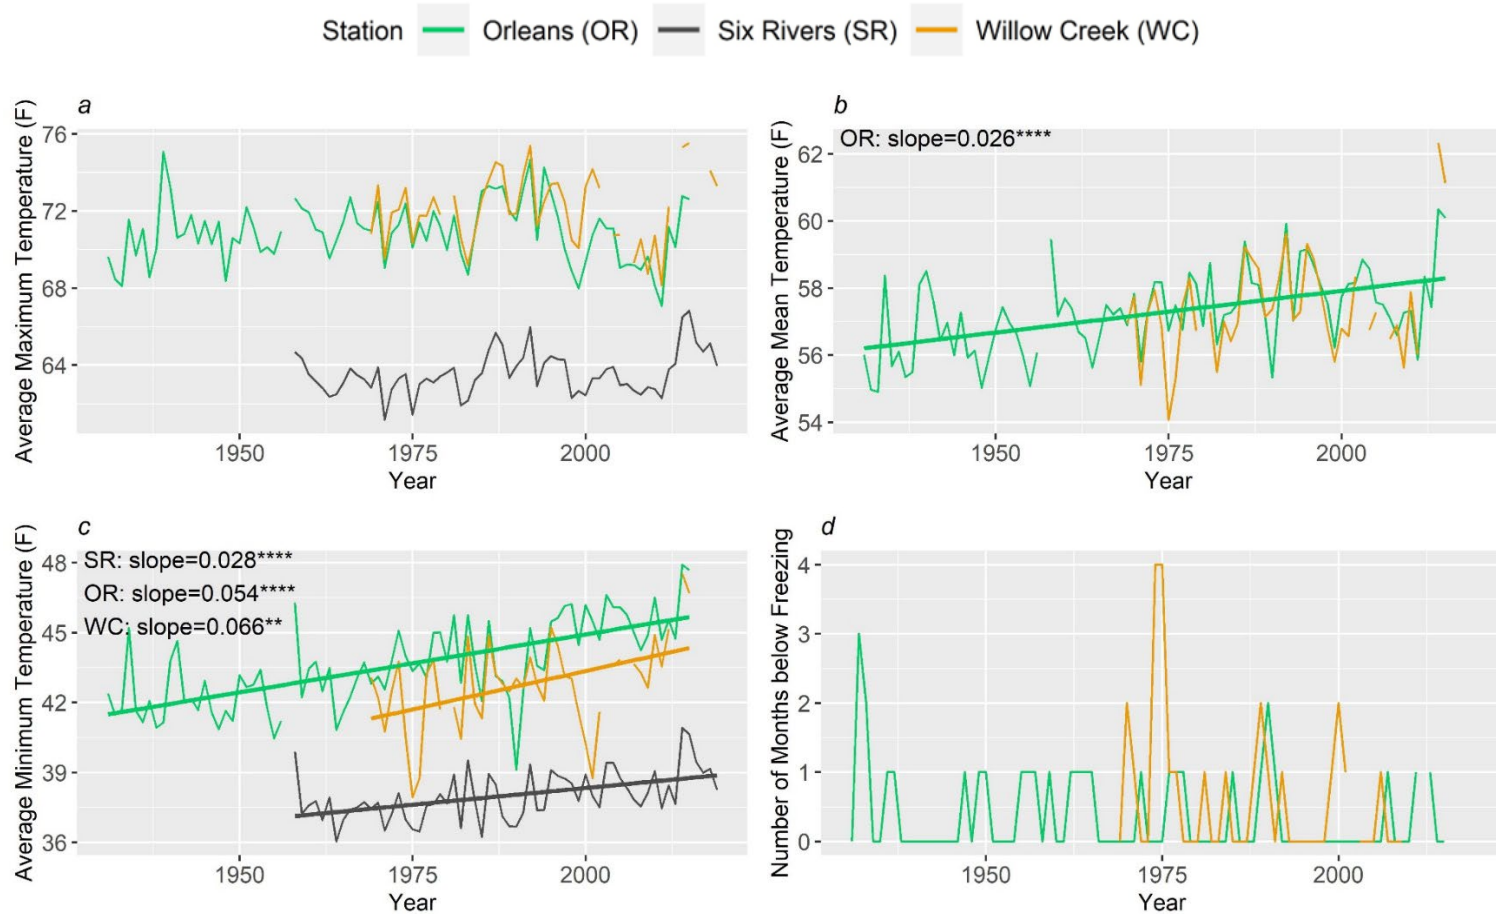 Station Orleans (OR) Six Rivers (SR) Willow Creek (WC)
a
Average Maximum Temperature (F)
76
72
68
64
1950 1975 2000
Year
b
Average Mean Temperature (F)
OR: slope=0.026****
62
60
58
56
54
1950 1975 2000
Year
c
Average Minimum Temperature (F)
SR: slope=0.028****
OR: slope=0.054****
WC: slope=0.066**
48
45
42
39
36
1950 1975 2000
Year
d
Number of Months below Freezing
4
3
2
1
0
1950 1975 2000
Year